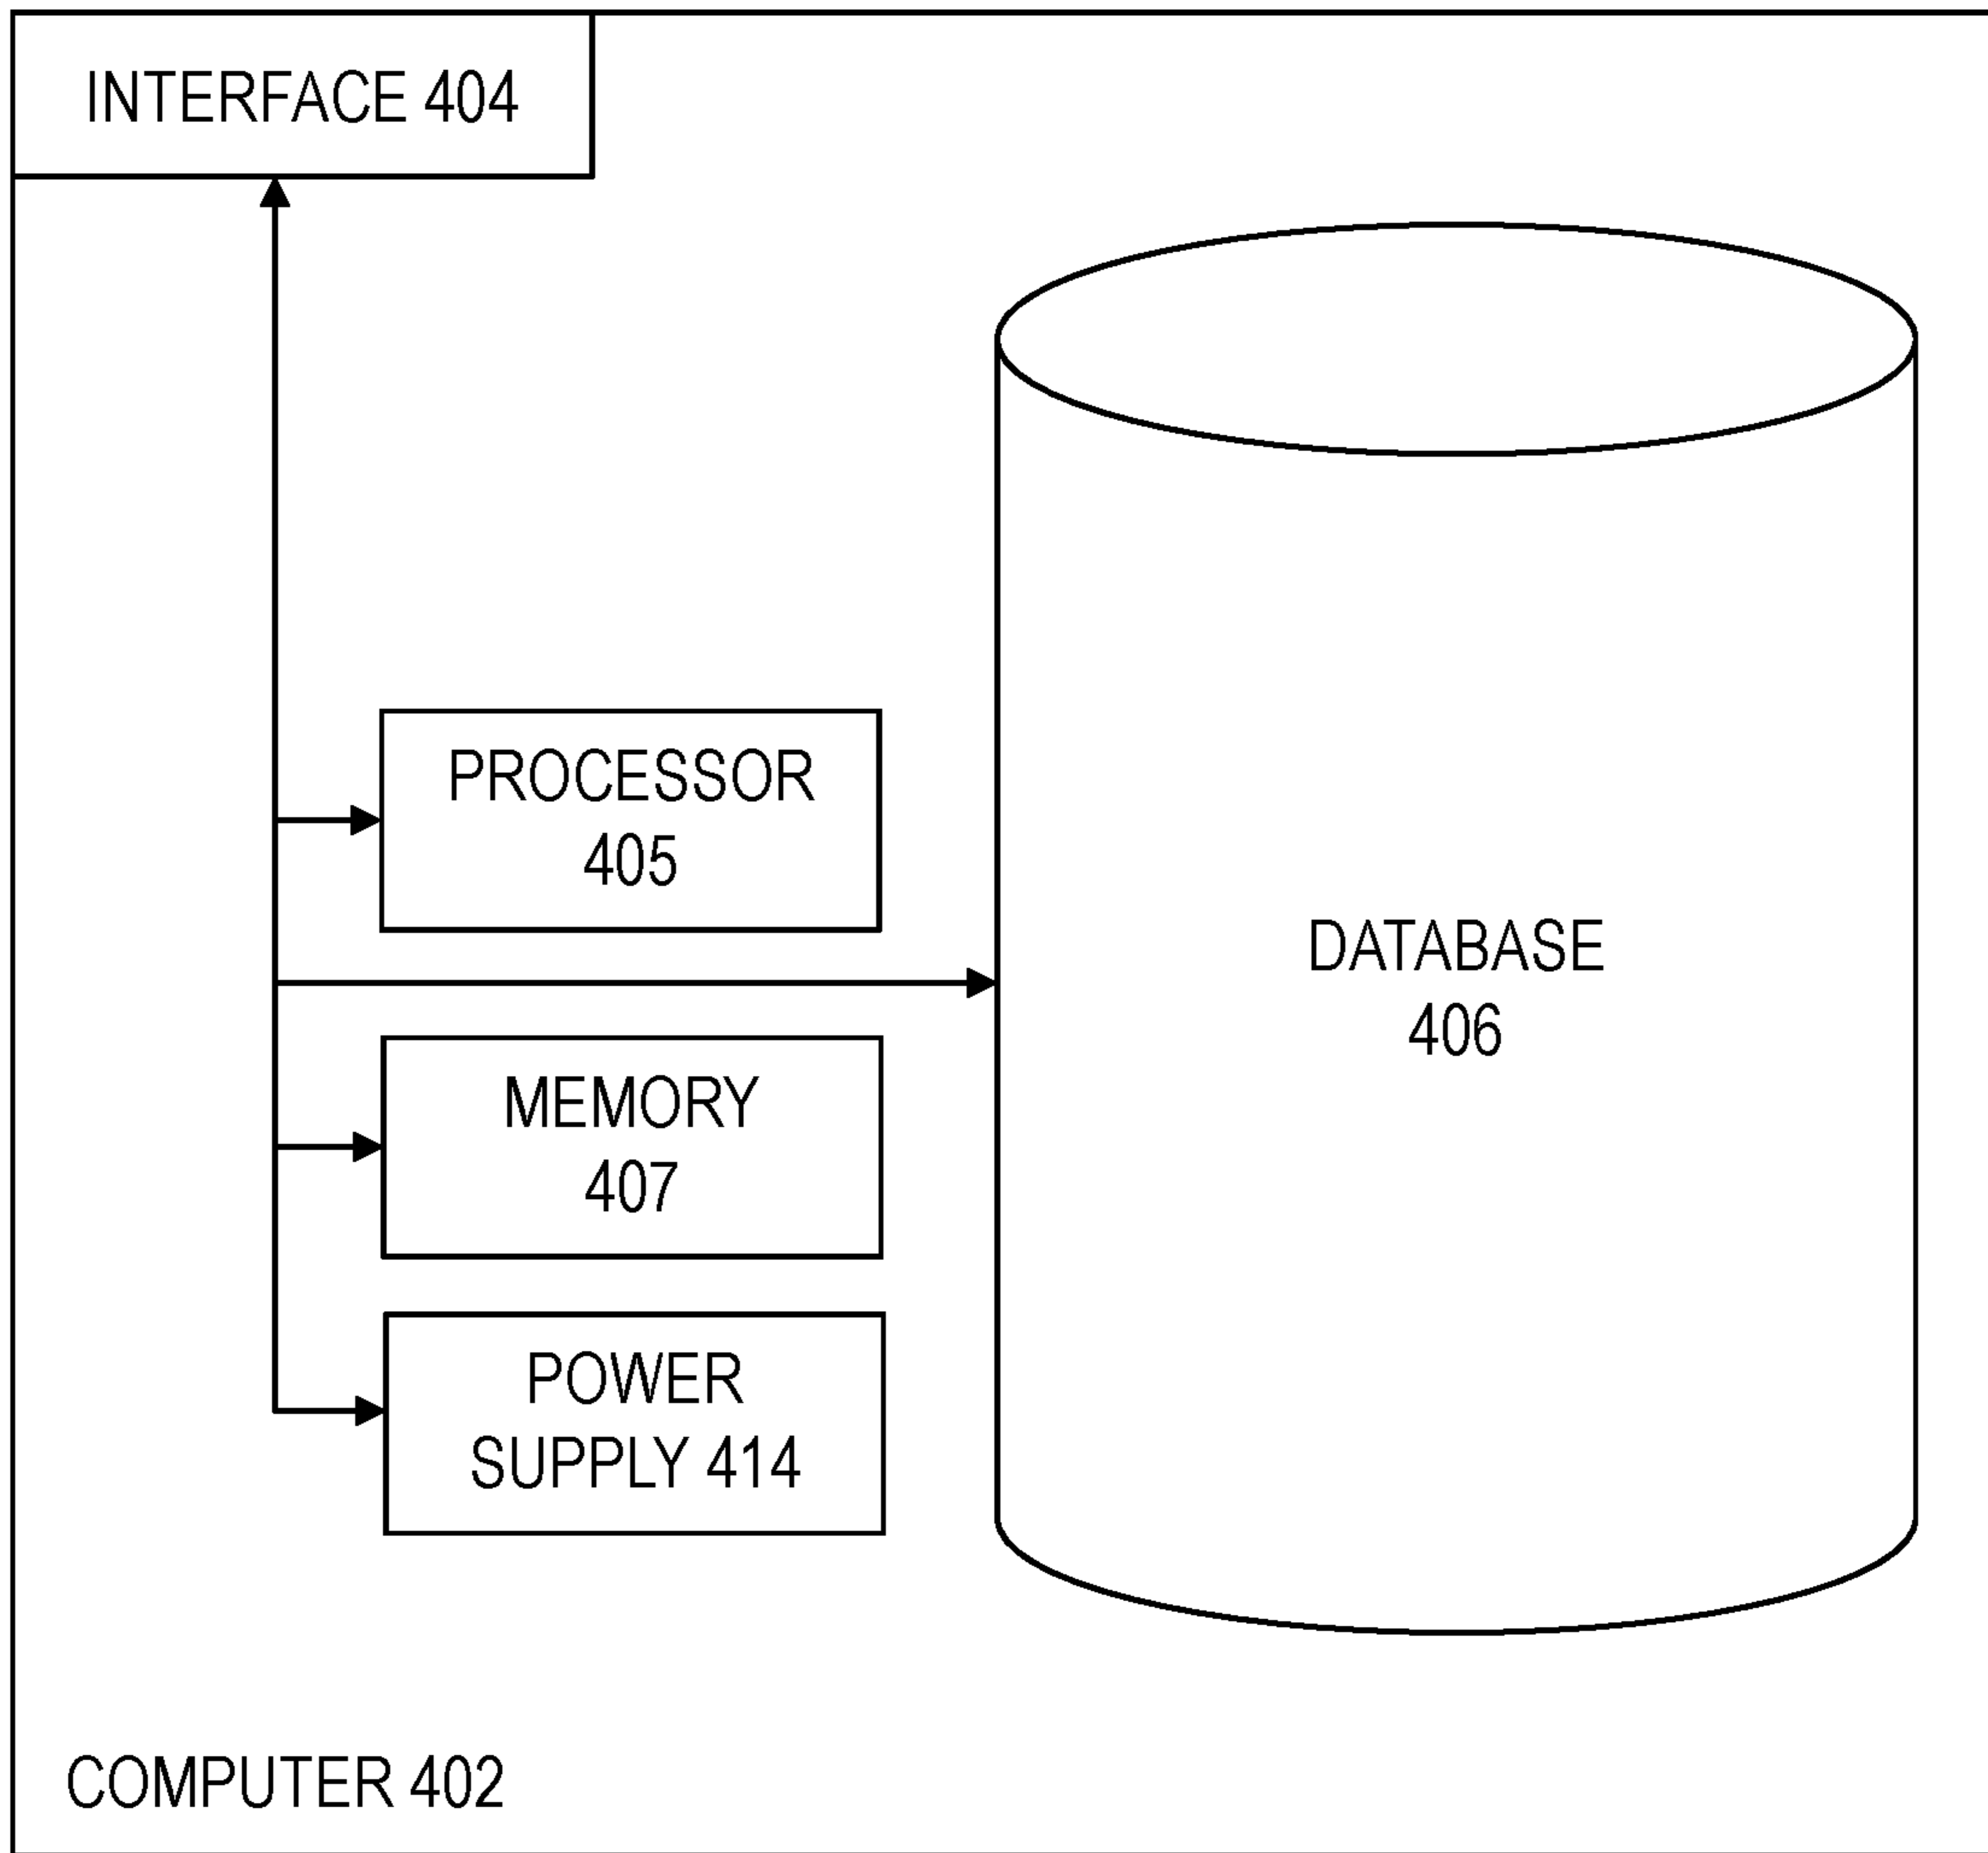 INTERFACE 404
PROCESSOR
405
DATABASE
406
MEMORY
407
POWER
SUPPLY 414
COMPUTER 402